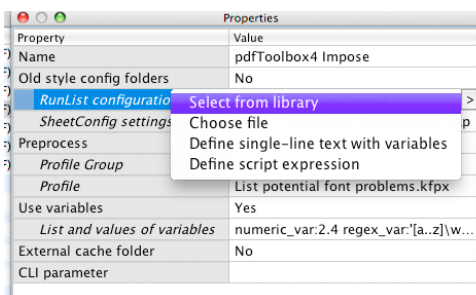 Properties
Property Value
Name pdfToolbox4 Impose
Old style config folders No
RunList configuratio >
Select from library
SheetConfig settings p
Choose file
Preprocess
Define single-line text with variables
Profile Group
Define script expression
Profile List potential font problems.kfpx
Use variables Yes
List and values of variables numeric_var:2.4 regex_var:'[a..z]\w...
External cache folder No
CLI parameter